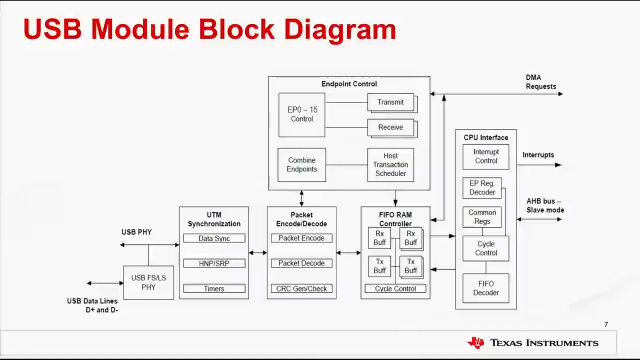 USB Module Block Diagram
Endpoint Control
EP0 – 15
Control
Transmit
Receive
Combine
Endpoints
Host
Transaction
Scheduler
DMA
Requests
CPU Interface
Interrupt
Control
Interrupts
EP Reg.
Decoder
Common
Regs
AHB bus –
Slave mode
Cycle
Control
FIFO
Decoder
USB PHY
USB FS/LS
PHY
USB Data Lines
D+ and D-
UTM
Synchronization
Data Sync
HNP/SRP
Timers
Packet
Encode/Decode
Packet Encode
Packet Decode
CRC Gen/Check
FIFO RAM
Controller
Rx
Buff
Rx
Buff
Tx
Buff
Tx
Buff
Cycle Control
7
TEXAS INSTRUMENTS